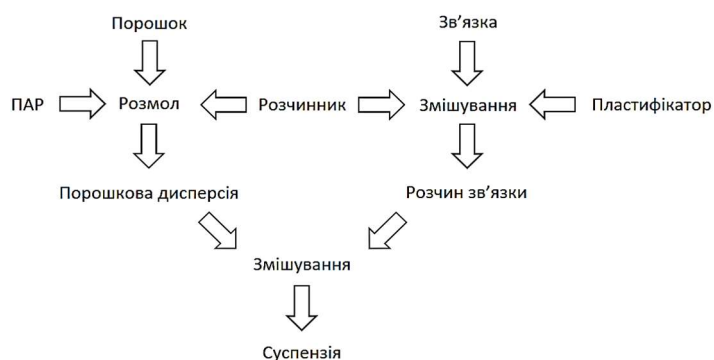 Порошок
Зв’язка
ПАР
Розмол
Розчинник
Змішування
Пластифікатор
Порошкова дисперсія
Розчин зв’язки
Змішування
Суспензія